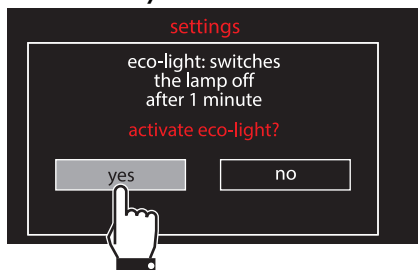 settings
eco-light: switches
the lamp off
after 1 minute
activate eco-light?
yes no